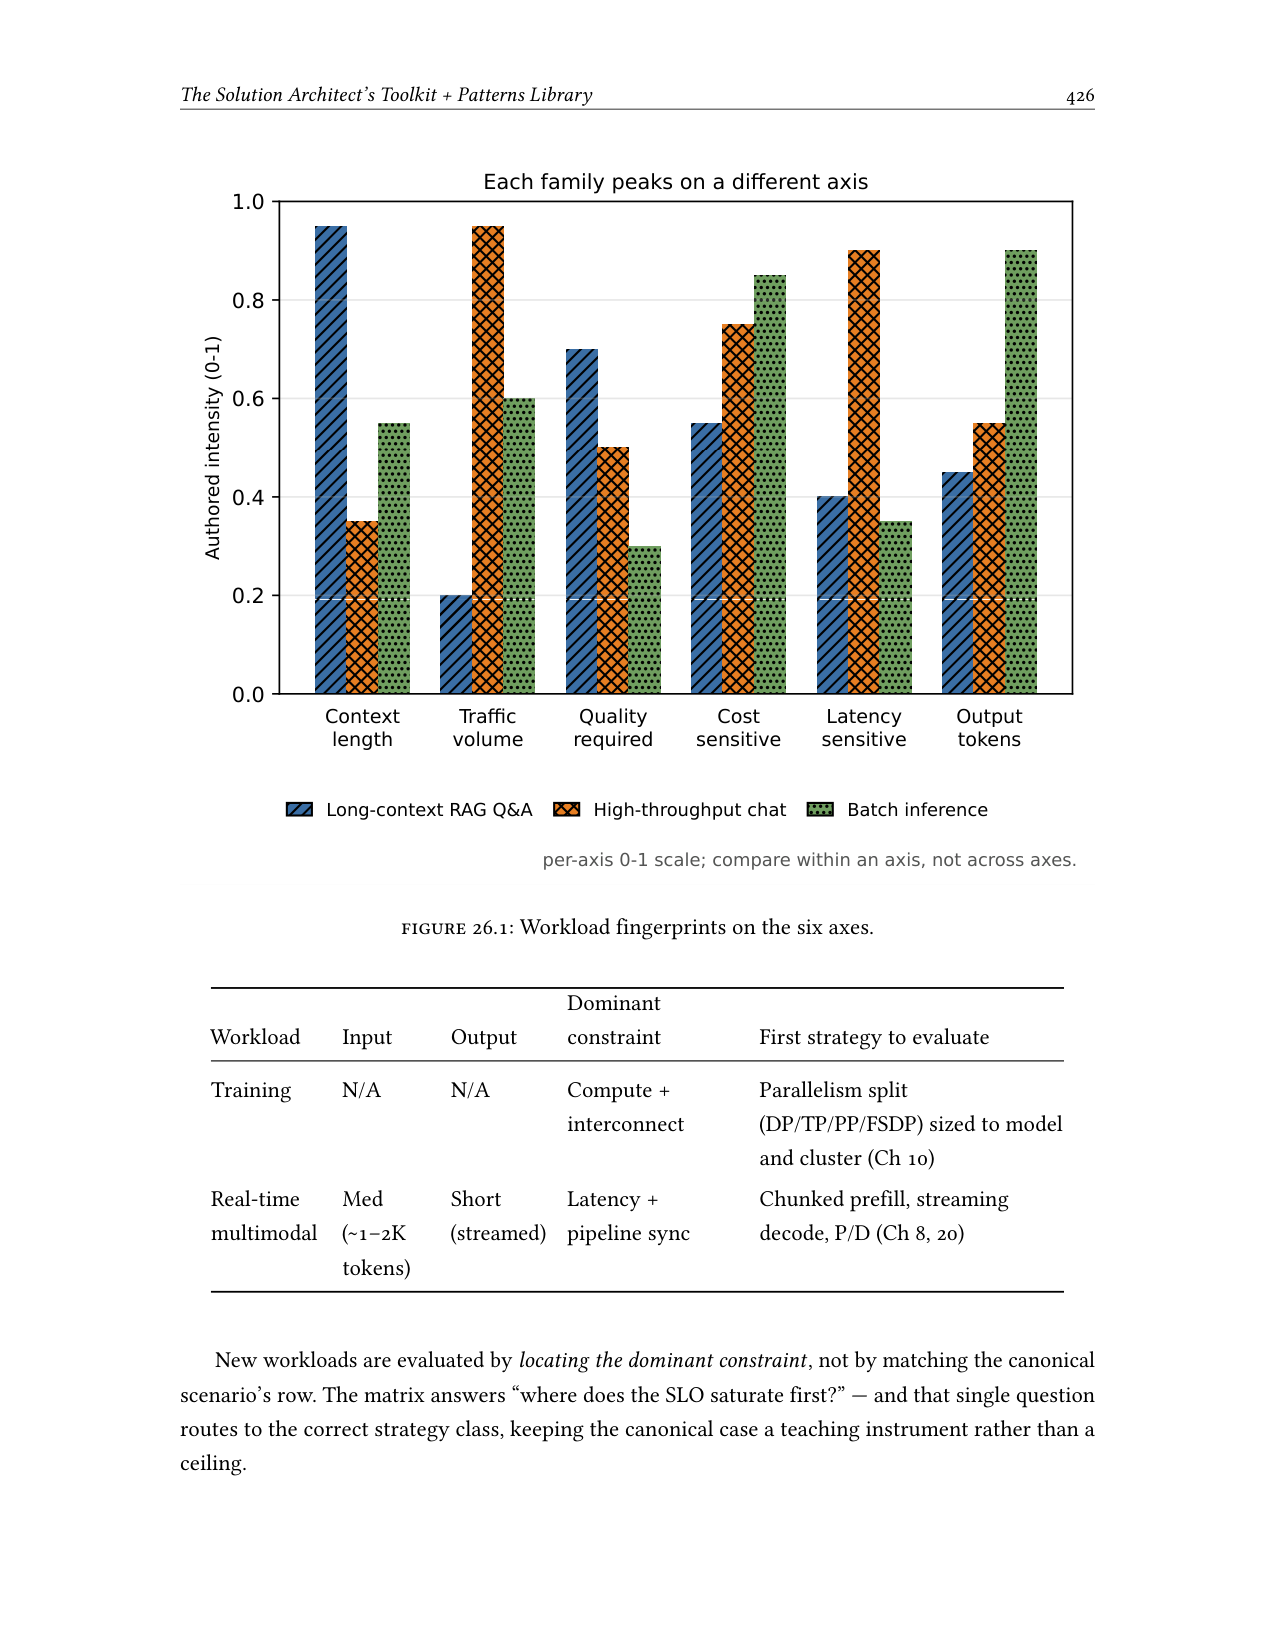 The Solution Architect's Toolkit + Patterns Library 426
Each family peaks on a different axis
1.0
0.8
0.6
0.4
0.2
0.0
Authored intensity (0-1)
Context length
Traffic volume
Quality required
Cost sensitive
Latency sensitive
Output tokens
Long-context RAG Q&A High-throughput chat Batch inference
per-axis 0-1 scale; compare within an axis, not across axes.
FIGURE 26.1: Workload fingerprints on the six axes.
Workload Input Output Dominant constraint First strategy to evaluate
Training N/A N/A Compute + interconnect Parallelism split (DP/TP/PP/FSDP) sized to model and cluster (Ch 10)
Real-time multimodal Med (~1–2K tokens) Short (streamed) Latency + pipeline sync Chunked prefill, streaming decode, P/D (Ch 8, 20)
New workloads are evaluated by locating the dominant constraint, not by matching the canonical
scenario's row. The matrix answers “where does the SLO saturate first?” — and that single question
routes to the correct strategy class, keeping the canonical case a teaching instrument rather than a
ceiling.